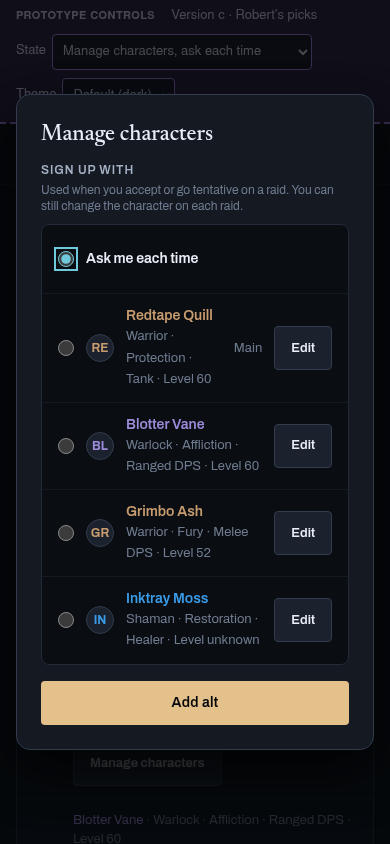 PROTOTYPE CONTROLS Version c · Robert's picks
State Manage characters, ask each time
Theme Default (dark)
Manage characters
SIGN UP WITH
Used when you accept or go tentative on a raid. You can
still change the character on each raid.
Ask me each time
RE
Redtape Quill
Warrior ·
Protection ·
Tank · Level 60
Main
Edit
BL
Blotter Vane
Warlock · Affliction ·
Ranged DPS · Level 60
Edit
GR
Grimbo Ash
Warrior · Fury · Melee
DPS · Level 52
Edit
IN
Inktray Moss
Shaman · Restoration ·
Healer · Level unknown
Edit
Add alt
Manage characters
Blotter Vane · Warlock · Affliction · Ranged DPS ·
Level 60